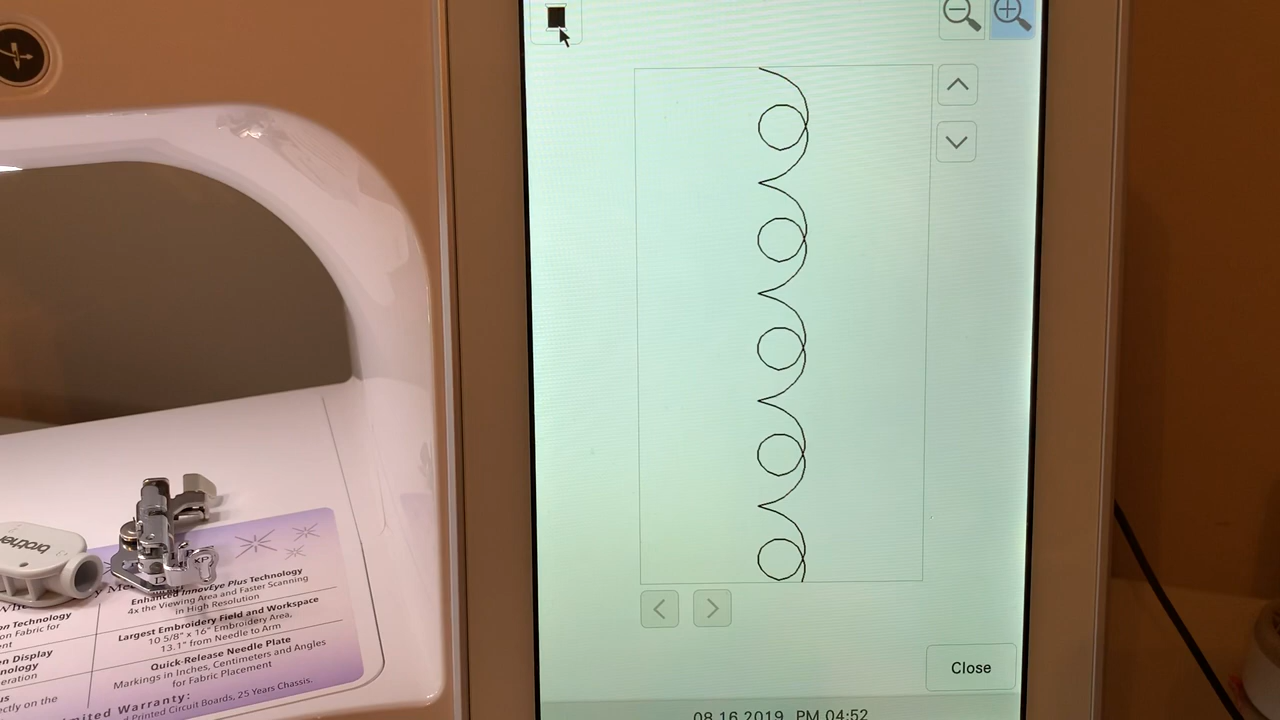 Close
08.16.2019 PM 04:52
brother
XP
Enhanced InnovEye Plus Technology
4x the Viewing Area and Faster Scanning
in High Resolution
Technology
on Fabric for
Largest Embroidery Field and Workspace
10 5/8" x 16" Embroidery Area,
13.1" from Needle to Arm
en Display
nology
eration
Quick-Release Needle Plate
Markings in Inches, Centimeters and Angles
for Fabric Placement
ectly on the
imited Warranty:
Printed Circuit Boards, 25 Years Chassis.